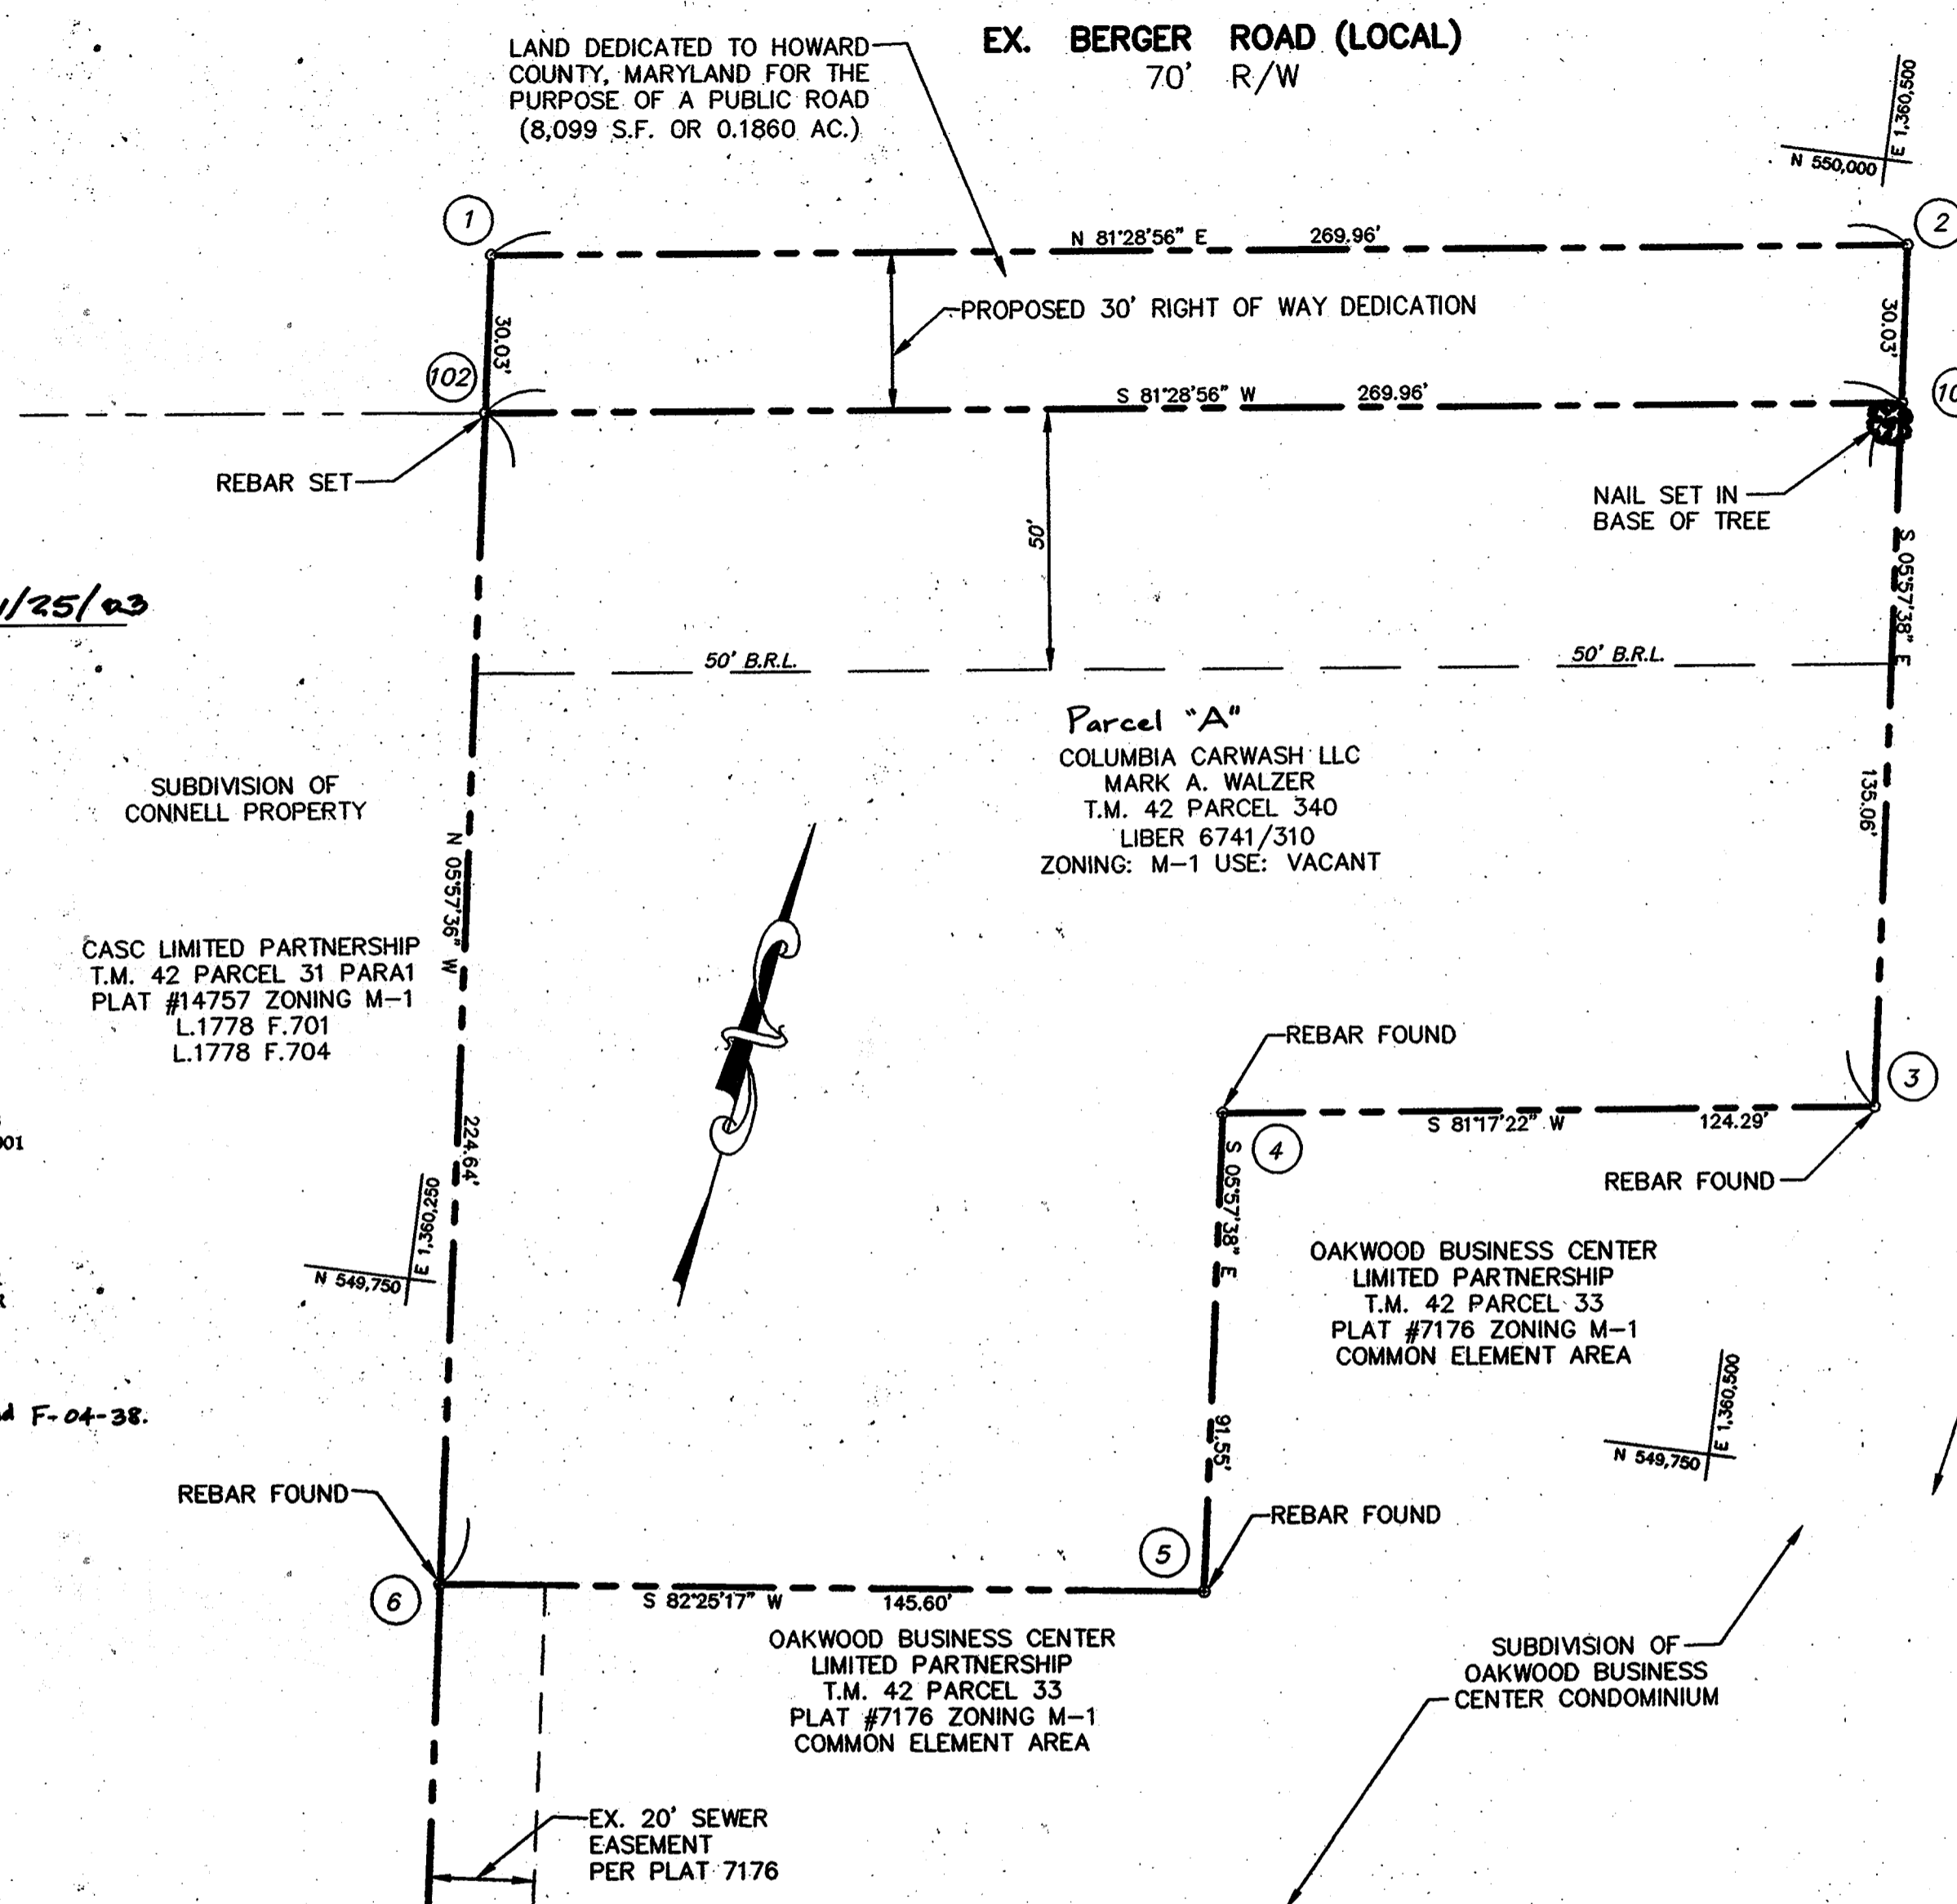 LAND DEDICATED TO HOWARD
COUNTY, MARYLAND FOR THE
PURPOSE OF A PUBLIC ROAD
(8,099 S.F. OR 0.1860 AC.)
EX. BERGER ROAD (LOCAL)
70' R/W
E 1,360,500
N 550,000
1
2
N 81°28'56" E 269.96'
30.03'
PROPOSED 30' RIGHT OF WAY DEDICATION
30.03'
102
S 81°28'56" W 269.96'
REBAR SET
50'
NAIL SET IN
BASE OF TREE
S 05°57'38" E
1/25/03
50' B.R.L.
50' B.R.L.
Parcel "A"
COLUMBIA CARWASH LLC
MARK A. WALZER
T.M. 42 PARCEL 340
LIBER 6741/310
ZONING: M-1 USE: VACANT
135.06'
SUBDIVISION OF
CONNELL PROPERTY
N 05°57'36" W
CASC LIMITED PARTNERSHIP
T.M. 42 PARCEL 31 PARA1
PLAT #14757 ZONING M-1
L.1778 F.701
L.1778 F.704
REBAR FOUND
3
S 81°17'22" W 124.29'
4
REBAR FOUND
001
224.64'
S 05°57'38" E
E 1,360,250
N 549,750
OAKWOOD BUSINESS CENTER
LIMITED PARTNERSHIP
T.M. 42 PARCEL 33
PLAT #7176 ZONING M-1
COMMON ELEMENT AREA
E 1,360,500
N 549,750
F-04-38.
91.55'
REBAR FOUND
REBAR FOUND
5
6
S 82°25'17" W 145.60'
OAKWOOD BUSINESS CENTER
LIMITED PARTNERSHIP
T.M. 42 PARCEL 33
PLAT #7176 ZONING M-1
COMMON ELEMENT AREA
SUBDIVISION OF
OAKWOOD BUSINESS
CENTER CONDOMINIUM
EX. 20' SEWER
EASEMENT
PER PLAT 7176